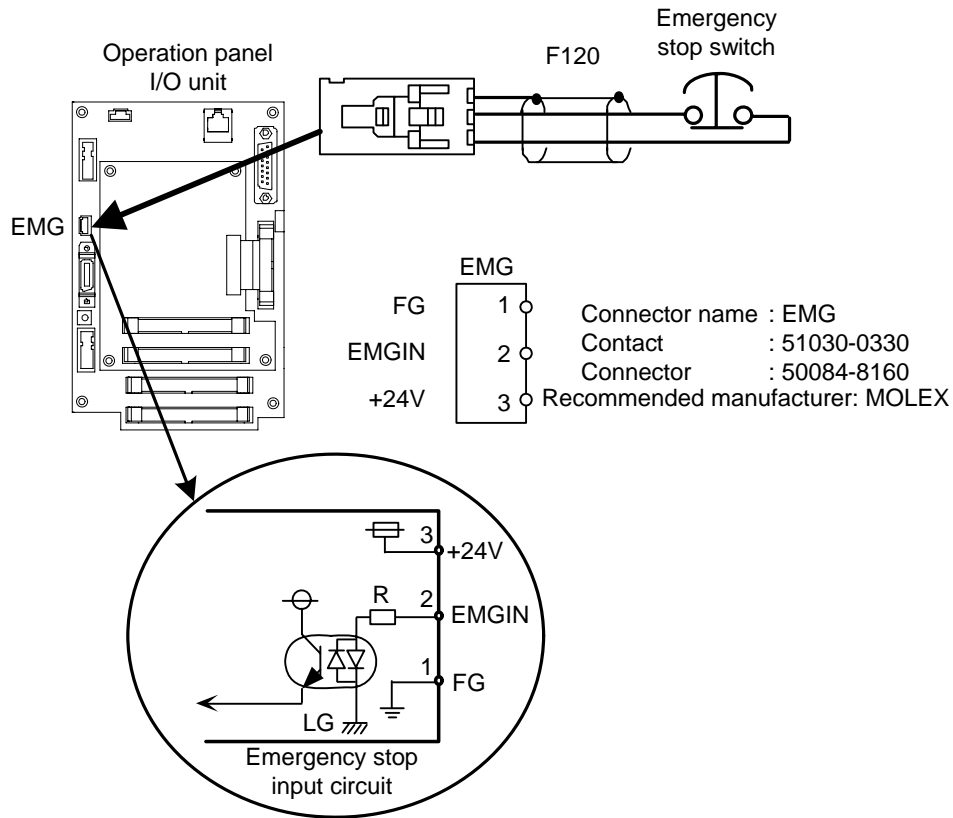 Emergency
stop switch
Operation panel
I/O unit
F120
EMG
EMG
FG 1
EMGIN 2
+24V 3
Connector name : EMG
Contact : 51030-0330
Connector : 50084-8160
Recommended manufacturer: MOLEX
3 +24V
R 2 EMGIN
1 FG
LG
Emergency stop
input circuit